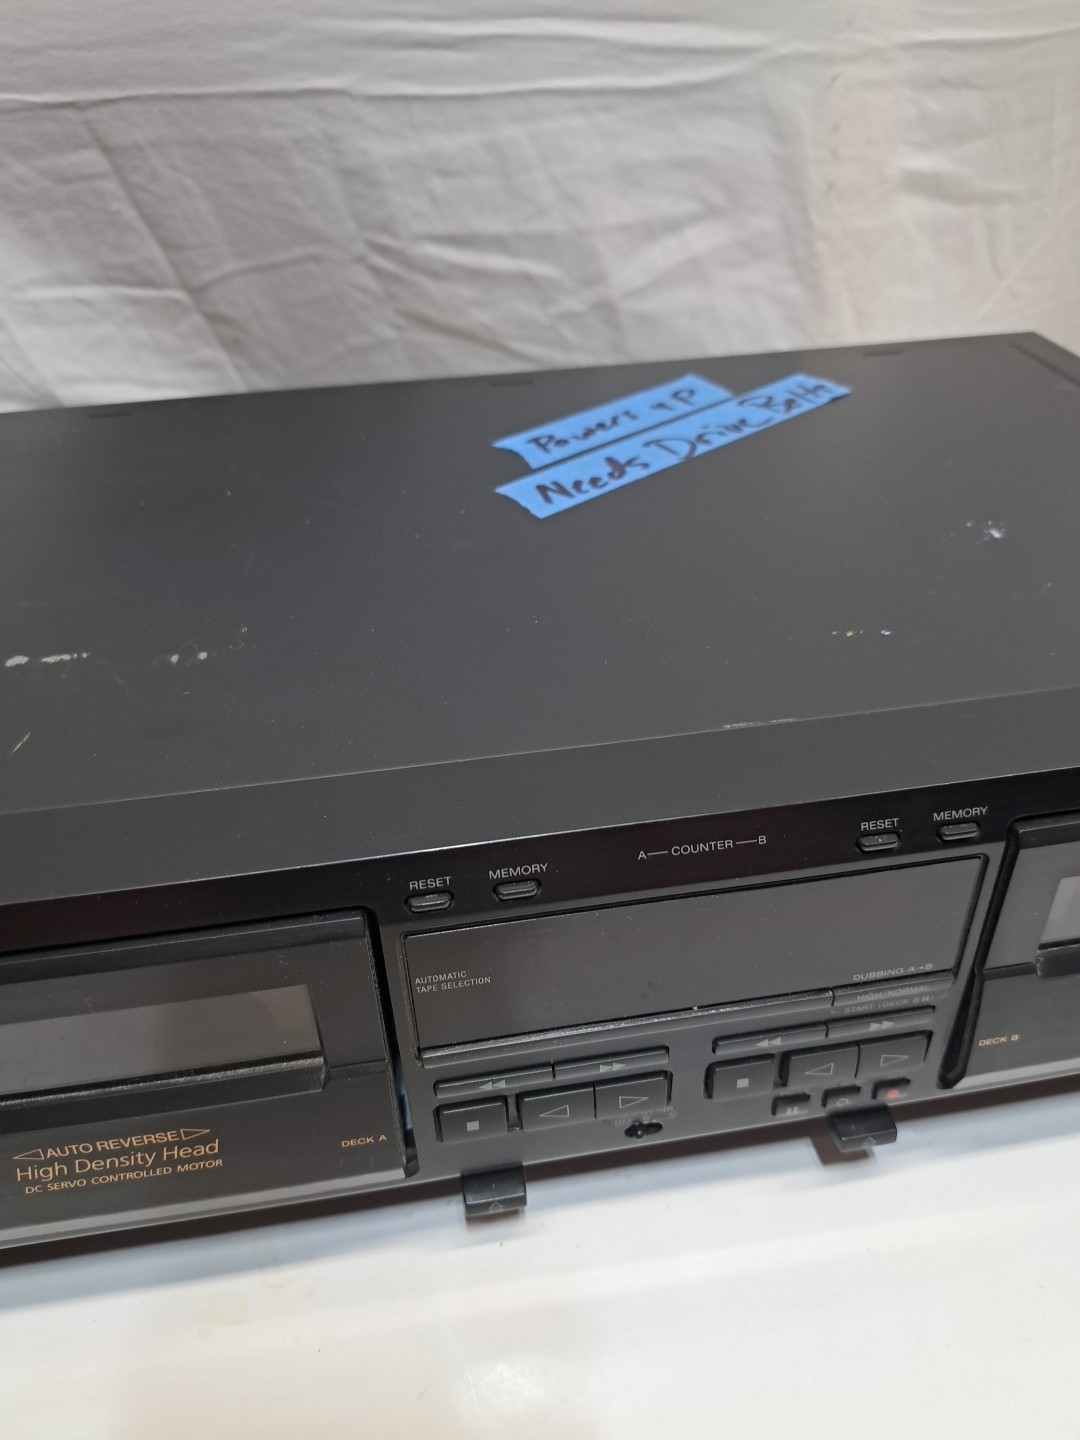 Powers up
Needs Drive Belts
RESET
MEMORY
A—COUNTER—B
RESET
MEMORY
AUTOMATIC
TAPE SELECTION
DUBBING A→B
HIGH/NORMAL
START (DECK B ⏸)
DECK A
DECK B
AUTO REVERSE
High Density Head
DC SERVO CONTROLLED MOTOR